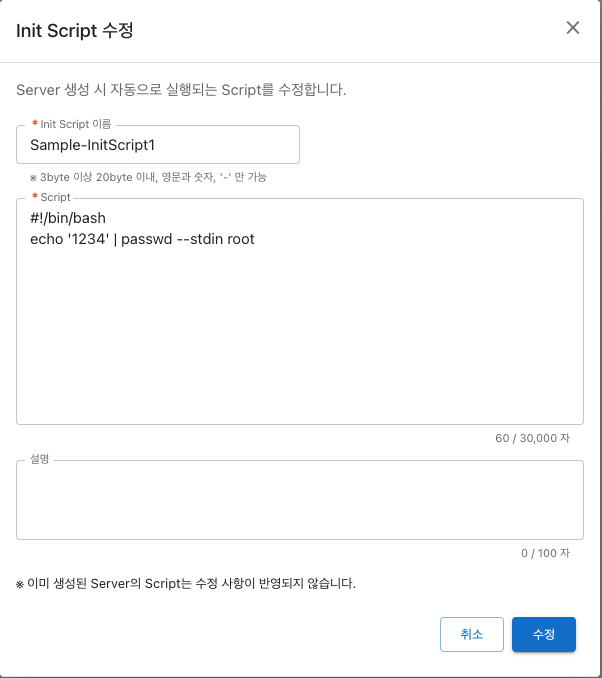 Init Script 수정
Server 생성 시 자동으로 실행되는 Script를 수정합니다.
* Init Script 이름
Sample-InitScript1
※ 3byte 이상 20byte 이내, 영문과 숫자, '-' 만 가능
* Script
#!/bin/bash
echo '1234' | passwd --stdin root
60 / 30,000 자
설명
0 / 100 자
※ 이미 생성된 Server의 Script는 수정 사항이 반영되지 않습니다.
취소
수정